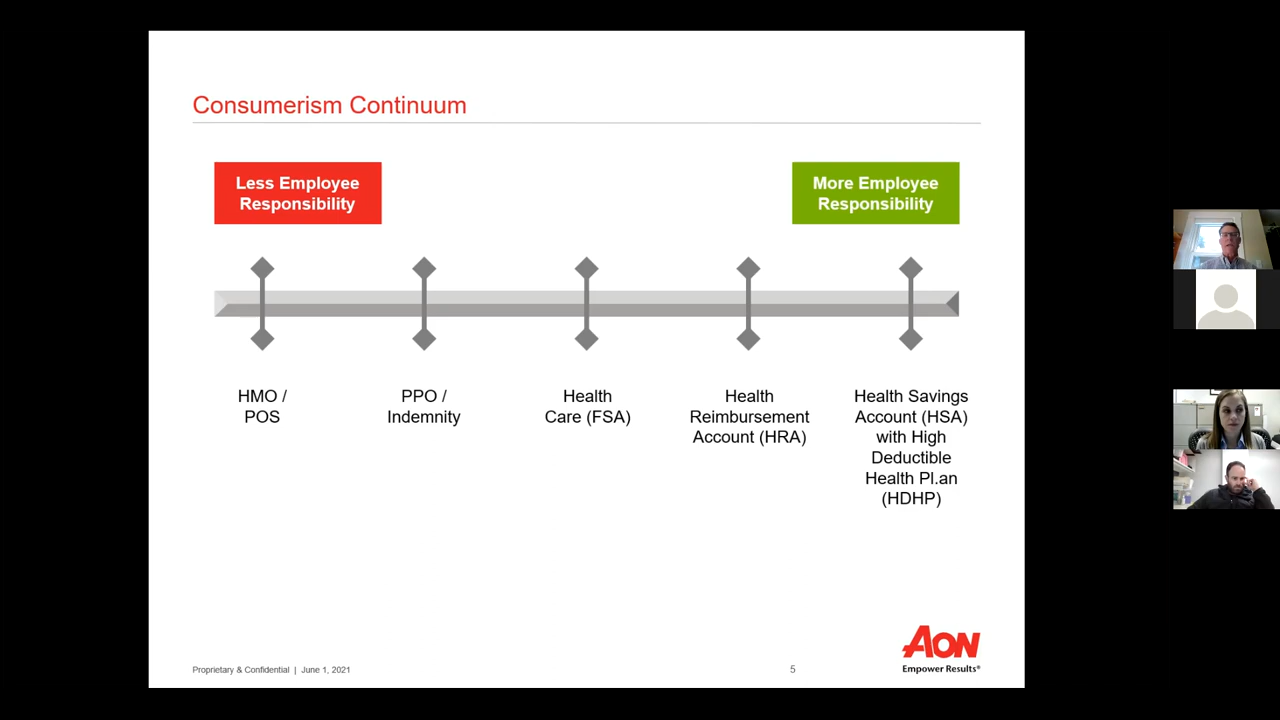 Consumerism Continuum
Less Employee
Responsibility
More Employee
Responsibility
HMO /
POS
PPO /
Indemnity
Health
Care (FSA)
Health
Reimbursement
Account (HRA)
Health Savings
Account (HSA)
with High
Deductible
Health Pl.an
(HDHP)
AON
Empower Results®
Proprietary & Confidential | June 1, 2021
5